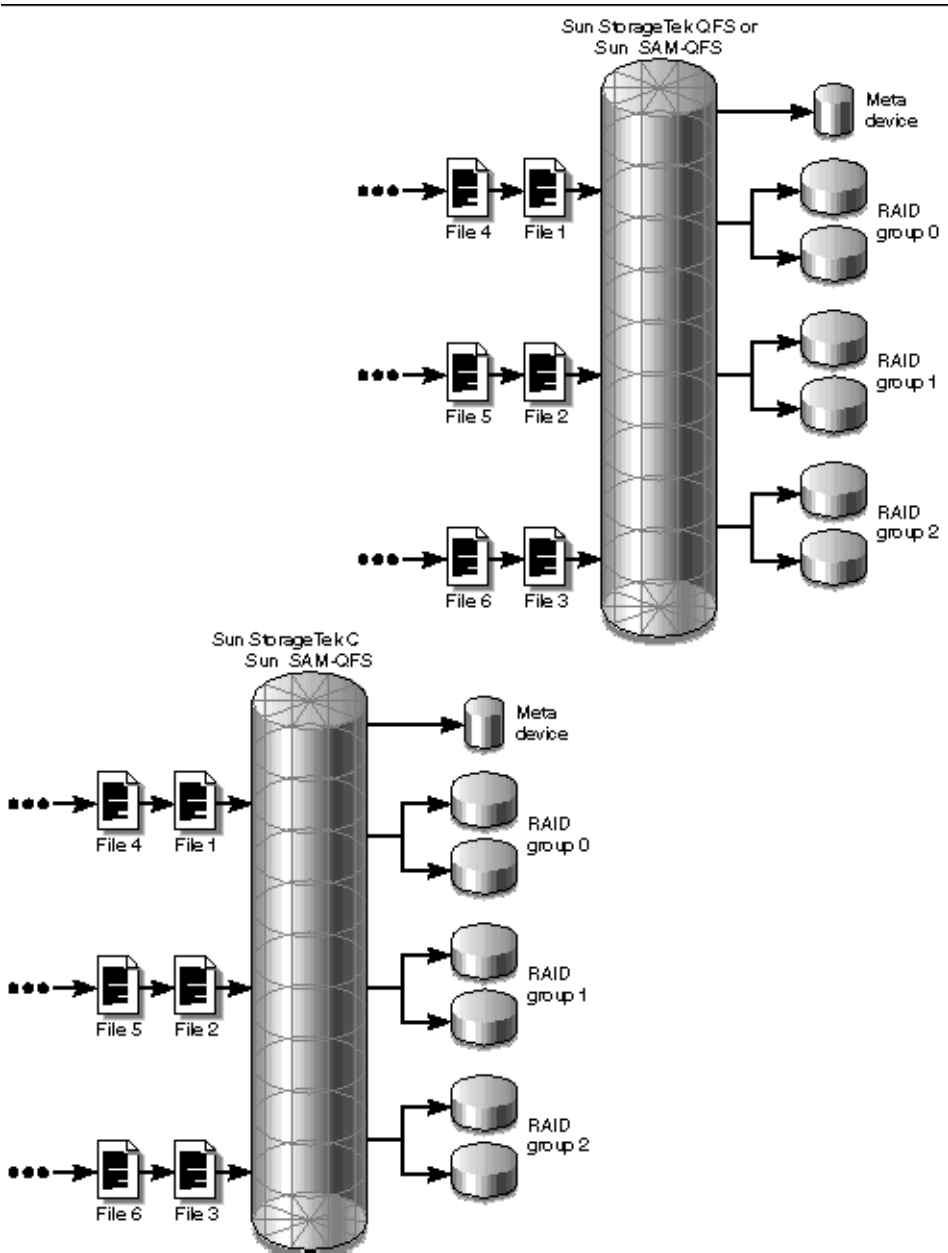 Sun StorageTek QFS or
Sun SAM-QFS
Meta
device
File 4
File 1
RAID
group 0
File 5
File 2
RAID
group 1
File 6
File 3
RAID
group 2
Sun StorageTek C
Sun SAM-QFS
Meta
device
File 4
File 1
RAID
group 0
File 5
File 2
RAID
group 1
File 6
File 3
RAID
group 2